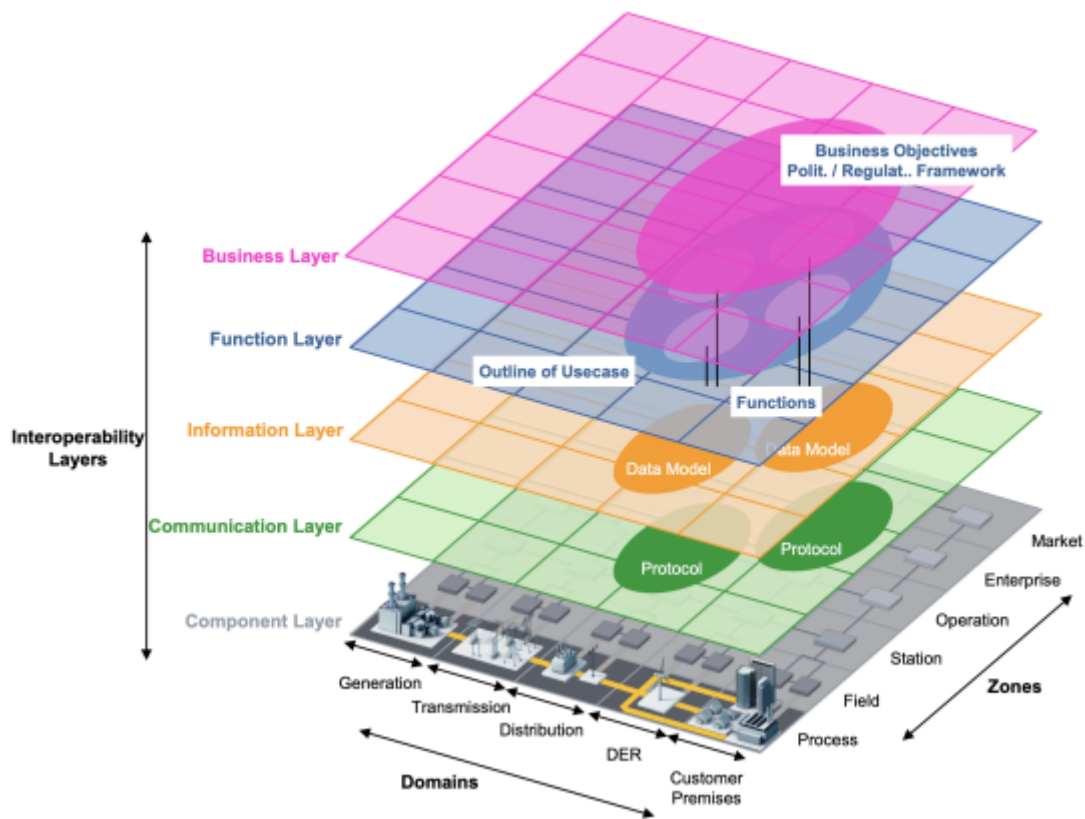 Business Objectives
Polit. / Regulat.. Framework
Business Layer
Function Layer
Outline of Usecase
Functions
Information Layer
Interoperability
Layers
Data Model
Data Model
Communication Layer
Protocol
Protocol
Component Layer
Market
Enterprise
Operation
Station
Field
Process
Zones
Generation
Transmission
Distribution
DER
Customer
Premises
Domains